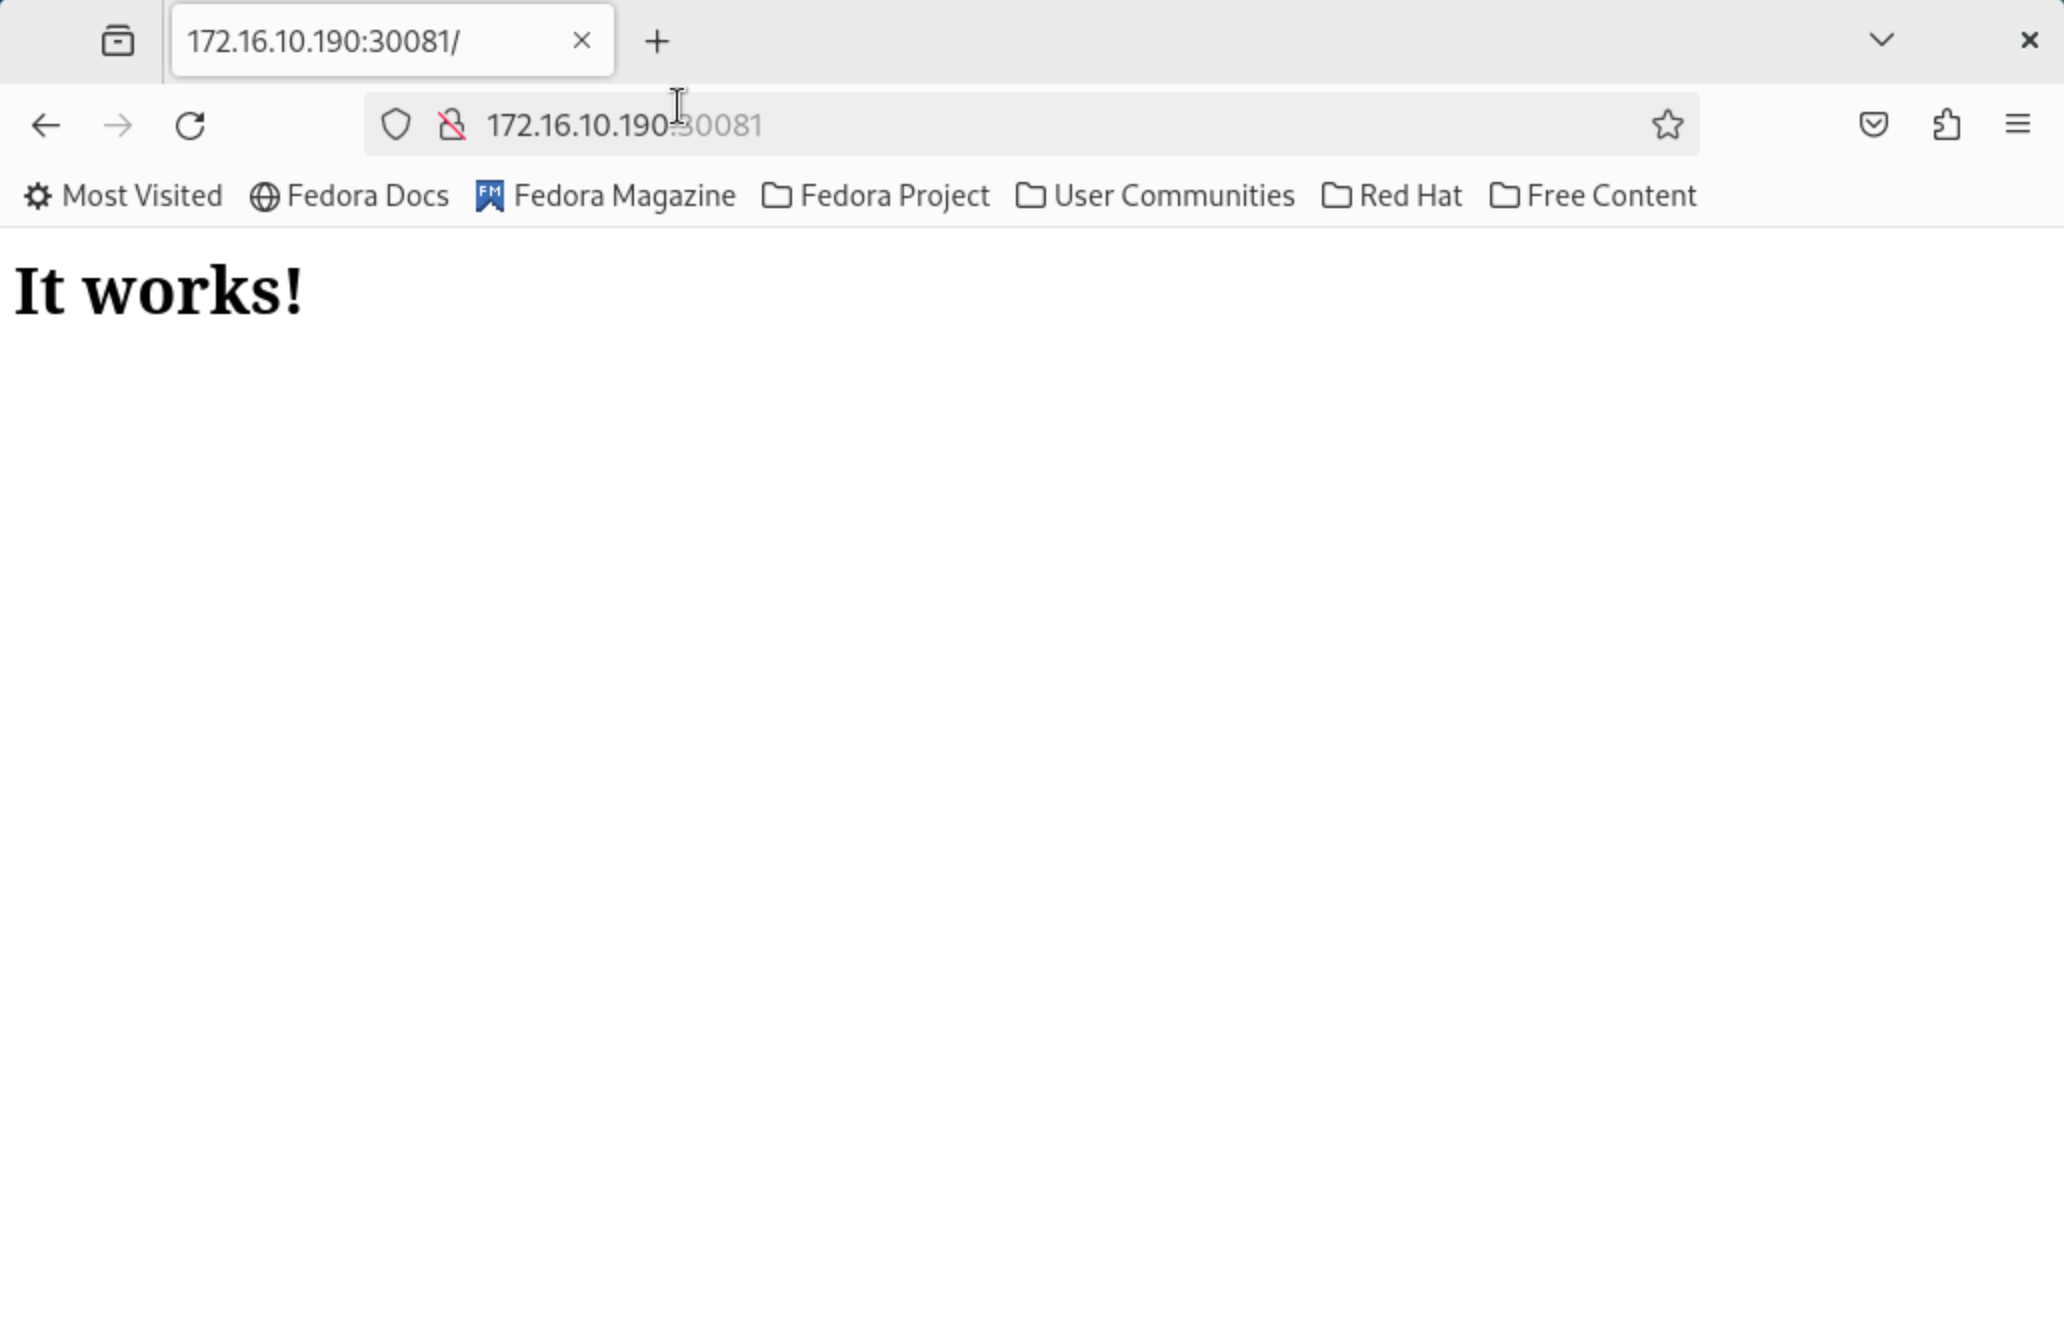 172.16.10.190:30081/
172.16.10.190:30081
Most Visited Fedora Docs FM Fedora Magazine Fedora Project User Communities Red Hat Free Content
It works!